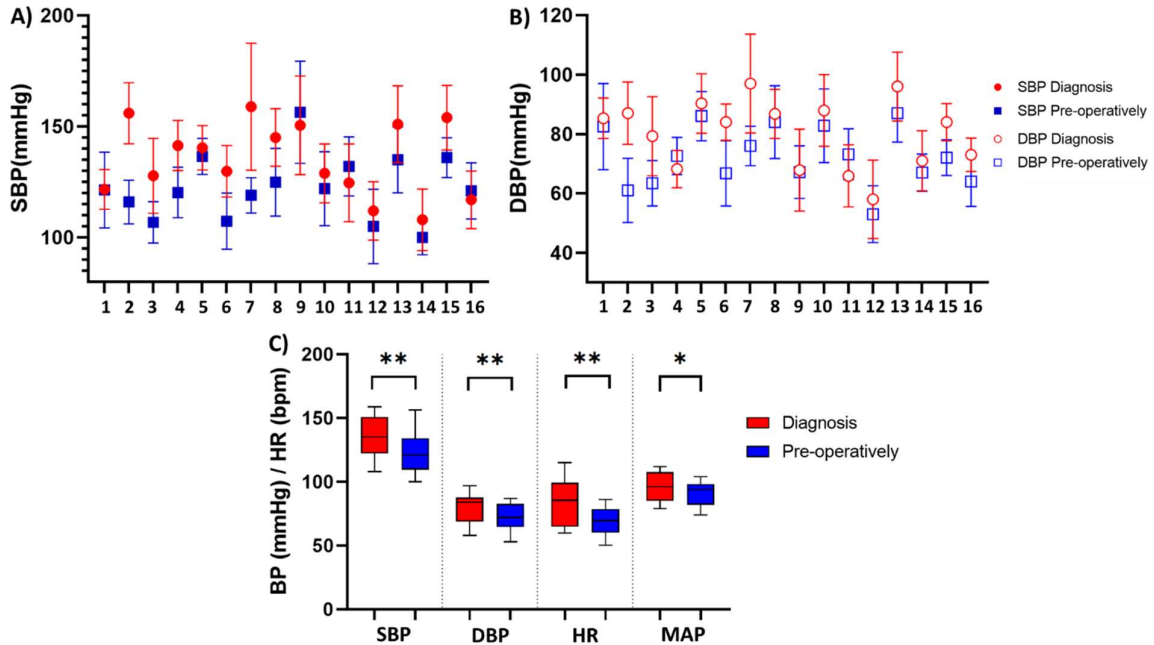 A)
SBP(mmHg)
200
150
100
1 2 3 4 5 6 7 8 9 10 11 12 13 14 15 16
B)
DBP(mmHg)
120
100
80
60
40
1 2 3 4 5 6 7 8 9 10 11 12 13 14 15 16
SBP Diagnosis
SBP Pre-operatively
DBP Diagnosis
DBP Pre-operatively
C)
BP (mmHg) / HR (bpm)
200
150
100
50
0
** ** ** *
SBP DBP HR MAP
Diagnosis
Pre-operatively